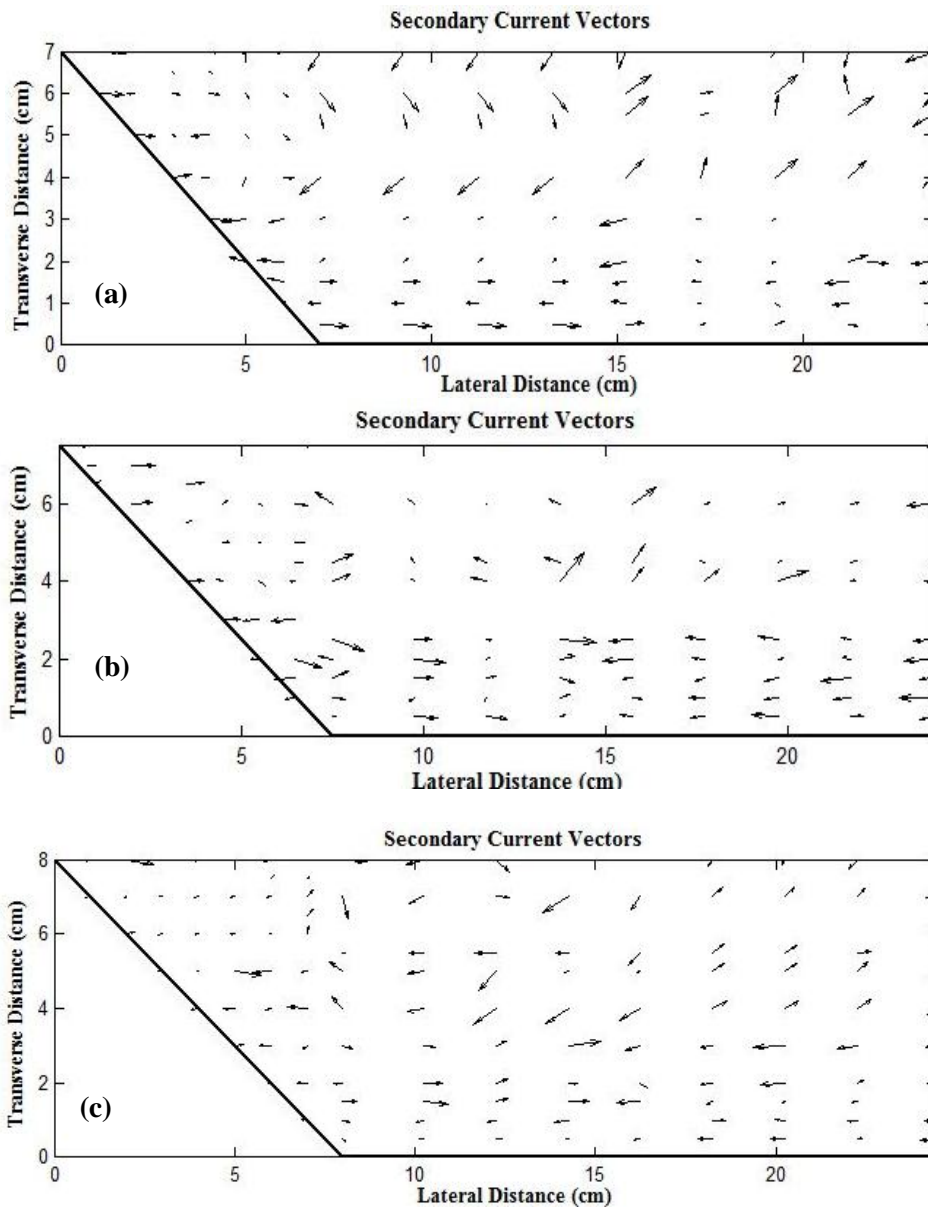 Secondary Current Vectors
7
6
5
4
3
2
1
0
Transverse Distance (cm)
(a)
0 5 10 15 20
Lateral Distance (cm)
Secondary Current Vectors
6
4
2
0
Transverse Distance (cm)
(b)
0 5 10 15 20
Lateral Distance (cm)
Secondary Current Vectors
8
6
4
2
0
Transverse Distance (cm)
(c)
0 5 10 15 20
Lateral Distance (cm)